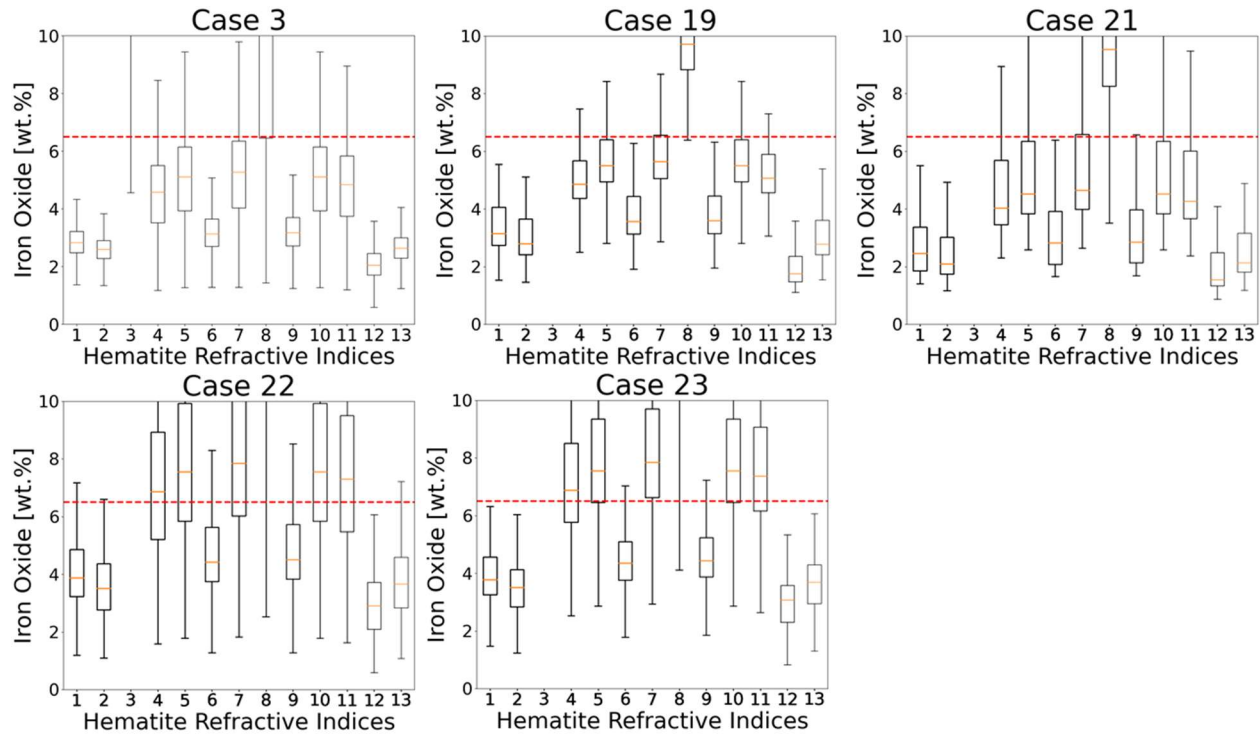 Case 3
Iron Oxide [wt.%]
10
8
6
4
2
0
1 2 3 4 5 6 7 8 9 10 11 12 13
Hematite Refractive Indices
Case 19
Iron Oxide [wt.%]
10
8
6
4
2
0
1 2 3 4 5 6 7 8 9 10 11 12 13
Hematite Refractive Indices
Case 21
Iron Oxide [wt.%]
10
8
6
4
2
0
1 2 3 4 5 6 7 8 9 10 11 12 13
Hematite Refractive Indices
Case 22
Iron Oxide [wt.%]
10
8
6
4
2
0
1 2 3 4 5 6 7 8 9 10 11 12 13
Hematite Refractive Indices
Case 23
Iron Oxide [wt.%]
10
8
6
4
2
0
1 2 3 4 5 6 7 8 9 10 11 12 13
Hematite Refractive Indices